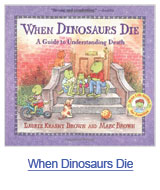 WHEN DINOSAURS DIE
A Guide to Understanding Death
LAURIE KRASNY BROWN AND MARC BROWN
When Dinosaurs Die